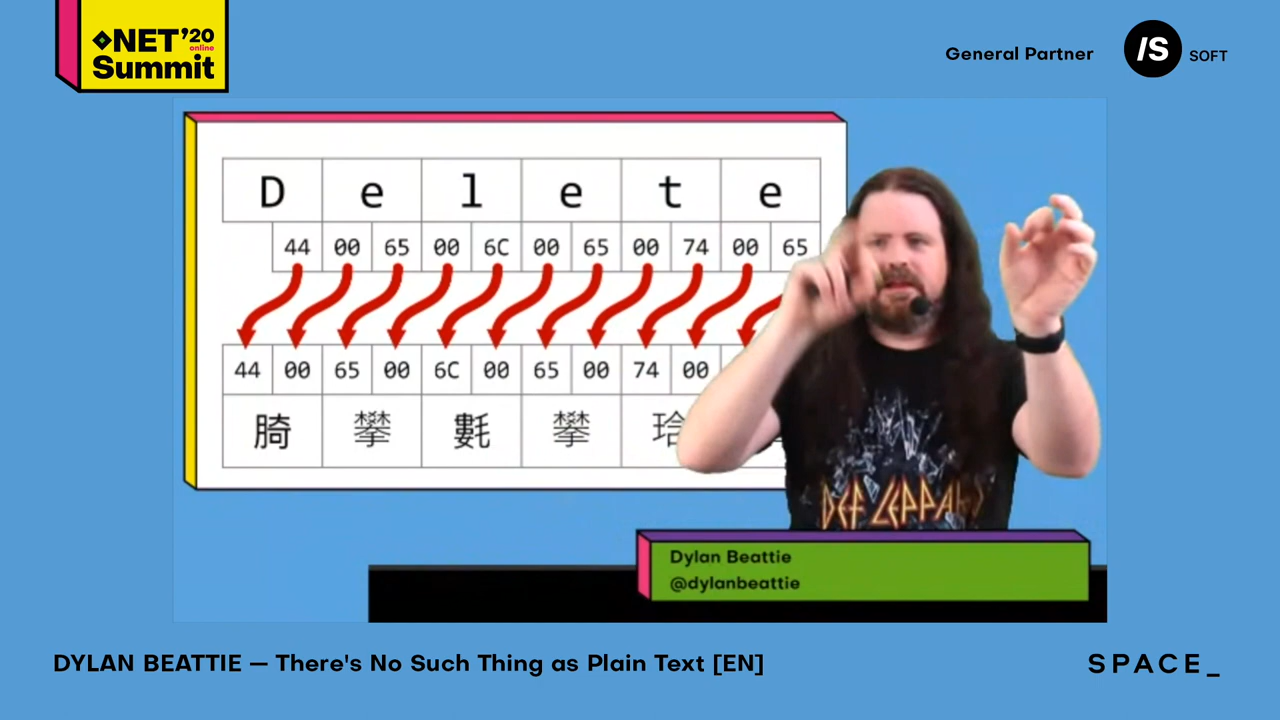 NET’20
online
Summit
General Partner
/S SOFT
D e l e t e
44 00 65 00 6C 00 65 00 74 00 65
44 00 65 00 6C 00 65 00 74 00
䐀 攀 氀 攀
DEF LEPPARD
Dylan Beattie
@dylanbeattie
DYLAN BEATTIE — There's No Such Thing as Plain Text [EN]
SPACE_